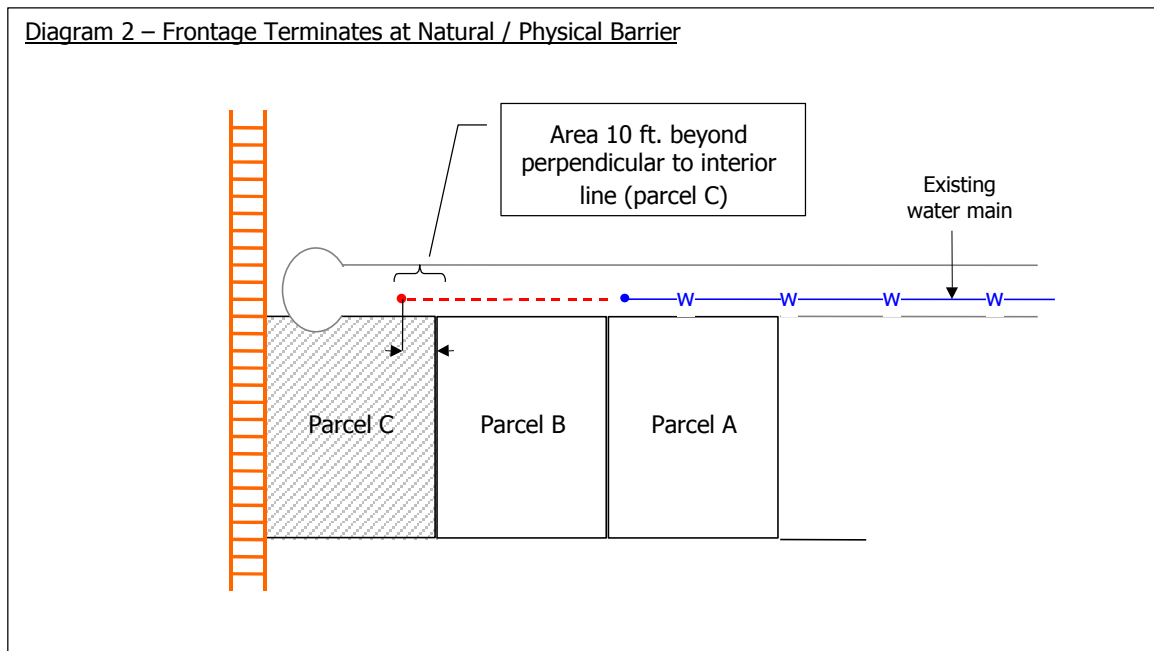 Diagram 2 – Frontage Terminates at Natural / Physical Barrier
Area 10 ft. beyond
perpendicular to interior
line (parcel C)
Existing
water main
W W W W
Parcel C Parcel B Parcel A